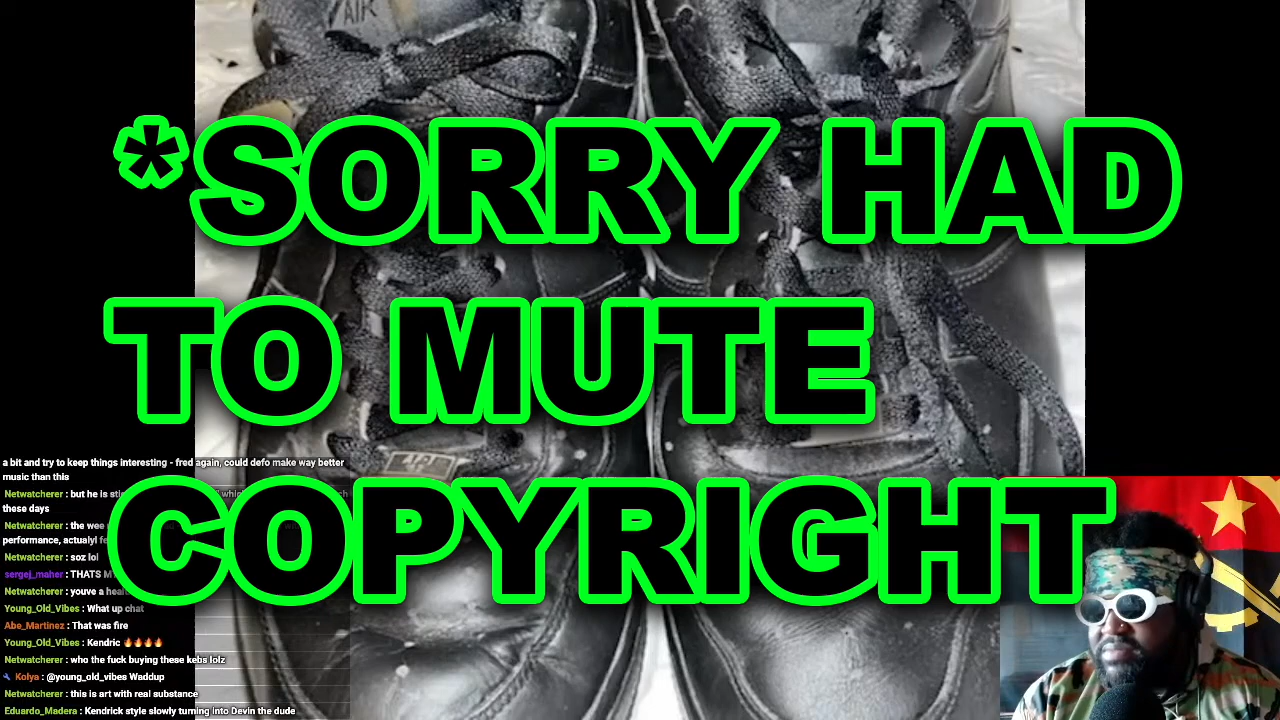 AIR
*SORRY HAD
TO MUTE
COPYRIGHT
a bit and try to keep things interesting - fred again, could defo make way better
music than this
Netwatcherer : but he is
these days
Netwatcherer : the wee
performance, actualyl
Netwatcherer : soz lol
sergej_maher : THATS
Netwatcherer : youve a
Young_Old_Vibes : What up chat
Abe_Martinez : That was fire
Young_Old_Vibes : Kendric 🔥🔥🔥🔥
Netwatcherer : who the fuck buying these kebs lolz
Kolya : @young_old_vibes Waddup
Netwatcherer : this is art with real substance
Eduardo_Madera : Kendrick style slowly turning into Devin the dude